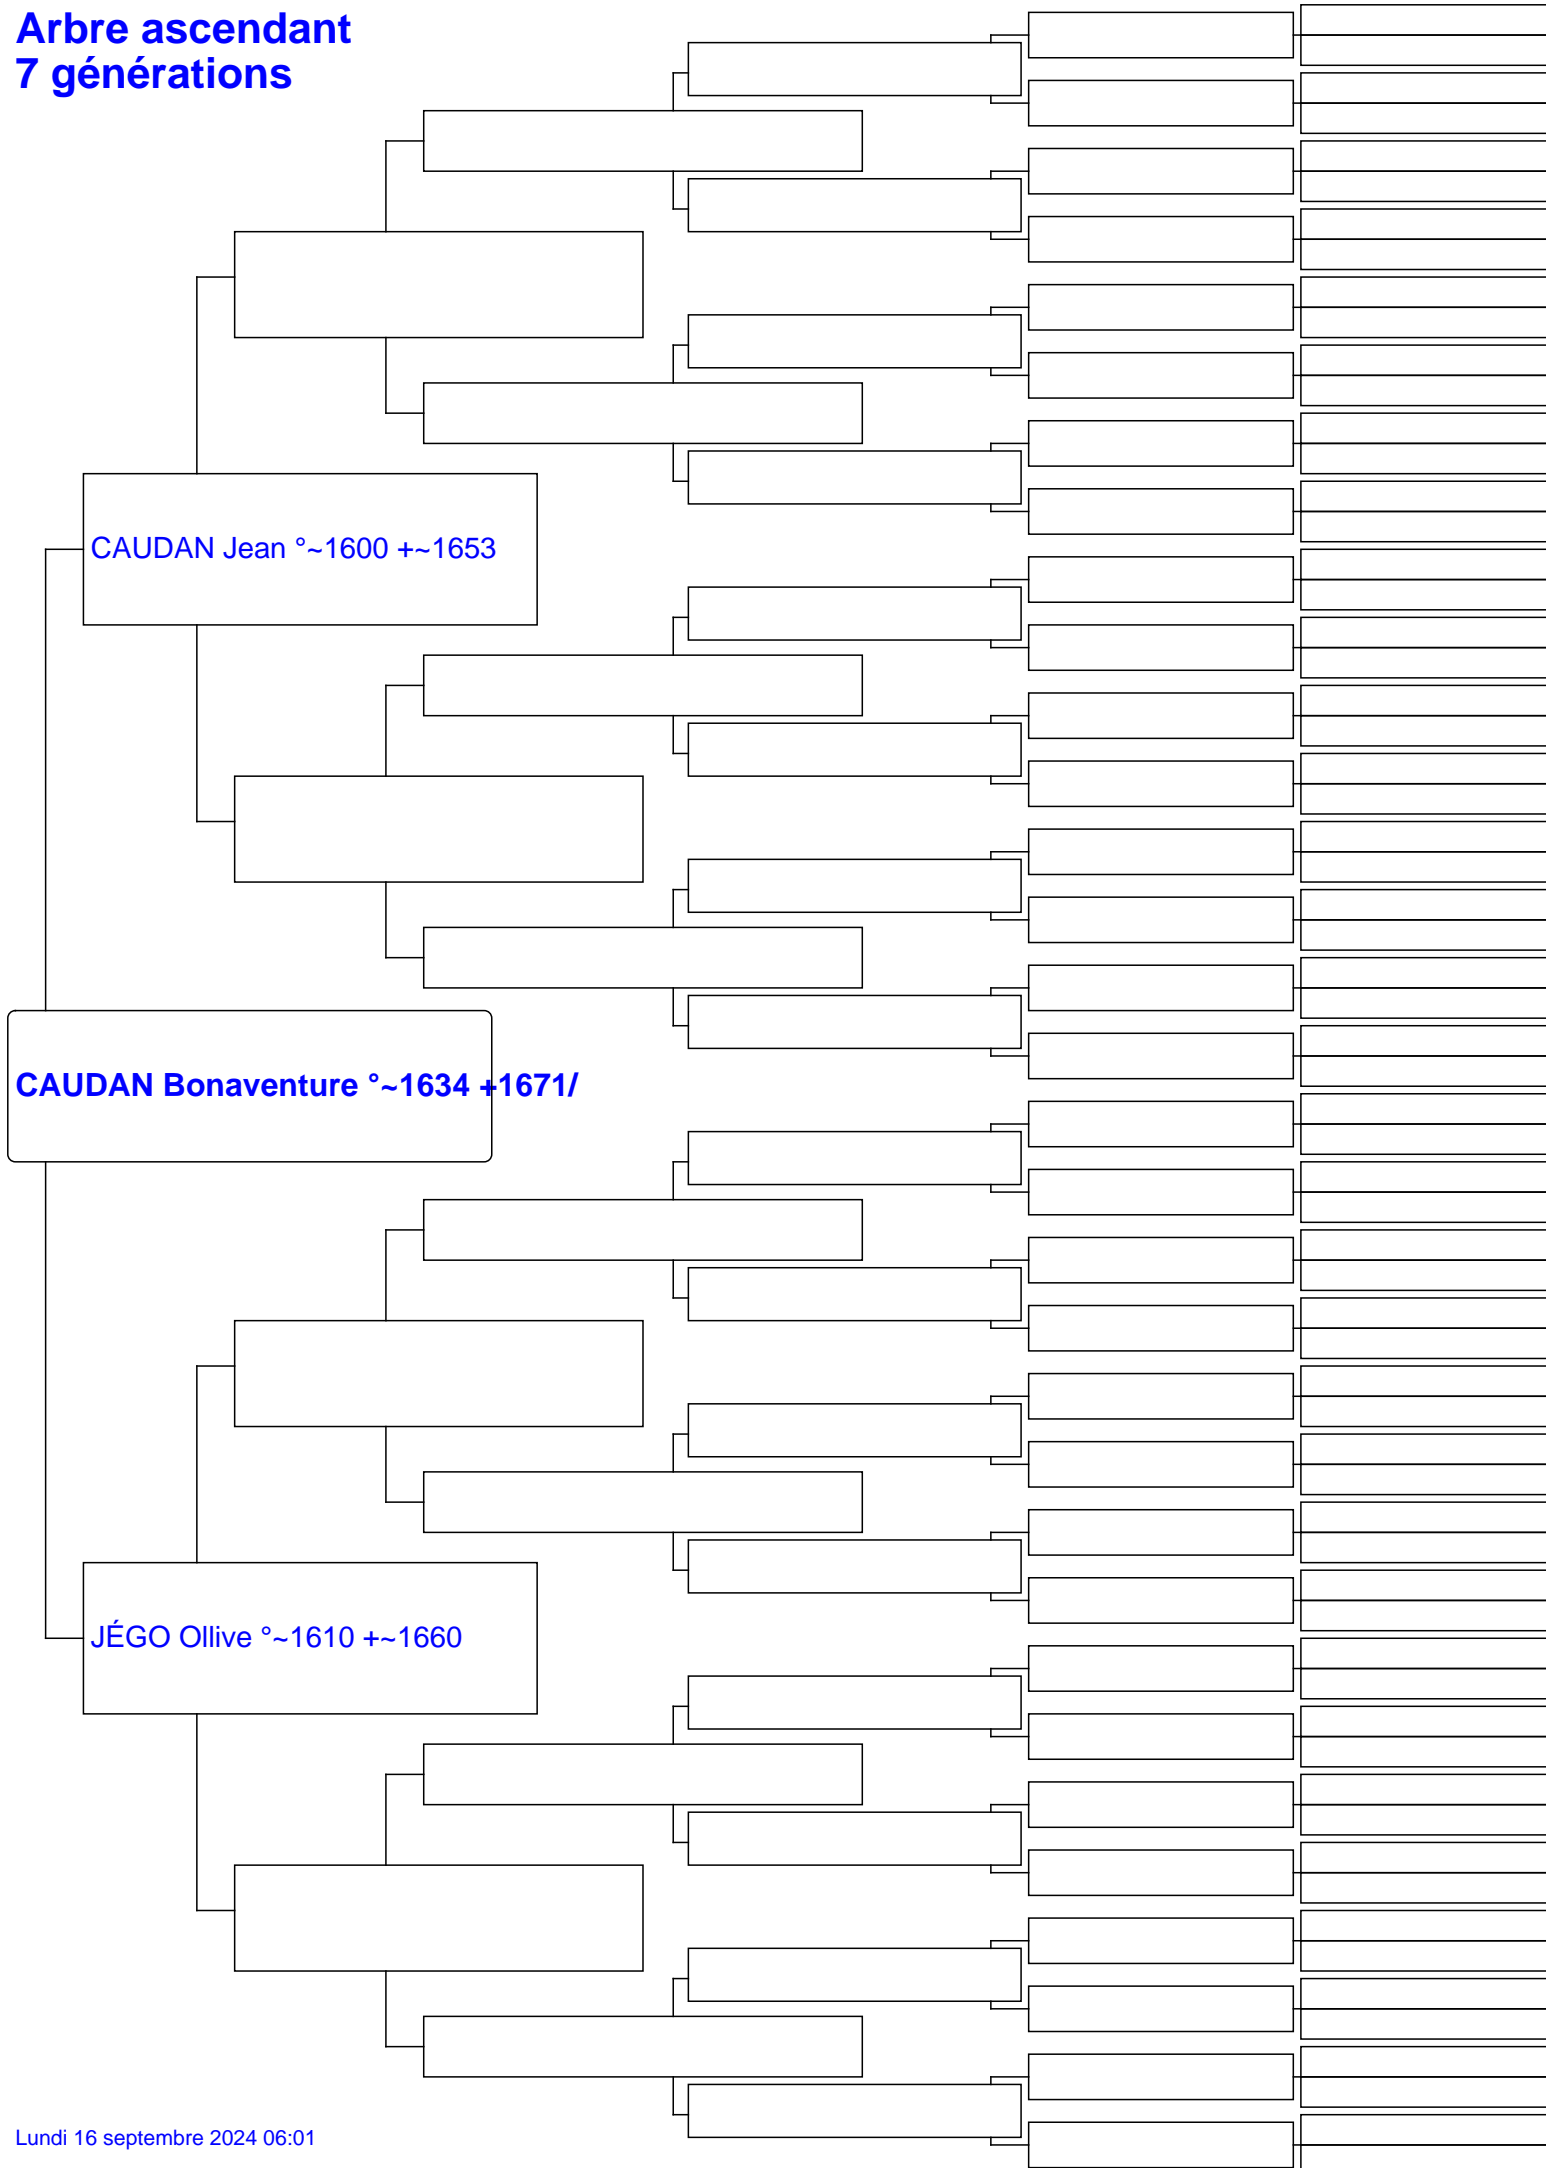 Arbre ascendant
7 générations
CAUDAN Jean °~1600 +~1653
CAUDAN Bonaventure °~1634 +1671/
JÉGO Ollive °~1610 +~1660
Lundi 16 septembre 2024 06:01